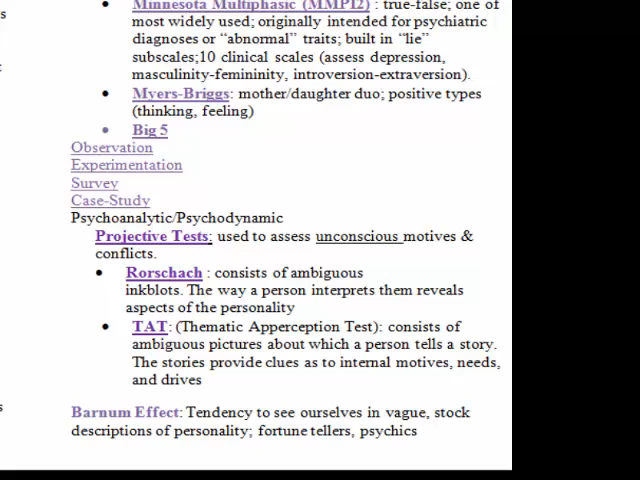 • Minnesota Multiphasic (MMPI2) : true-false; one of
most widely used; originally intended for psychiatric
diagnoses or “abnormal” traits; built in “lie”
subscales;10 clinical scales (assess depression,
masculinity-femininity, introversion-extraversion).
• Myers-Briggs: mother/daughter duo; positive types
(thinking, feeling)
• Big 5
Observation
Experimentation
Survey
Case-Study
Psychoanalytic/Psychodynamic
Projective Tests: used to assess unconscious motives &
conflicts.
• Rorschach : consists of ambiguous
inkblots. The way a person interprets them reveals
aspects of the personality
• TAT: (Thematic Apperception Test): consists of
ambiguous pictures about which a person tells a story.
The stories provide clues as to internal motives, needs,
and drives
Barnum Effect: Tendency to see ourselves in vague, stock
descriptions of personality; fortune tellers, psychics